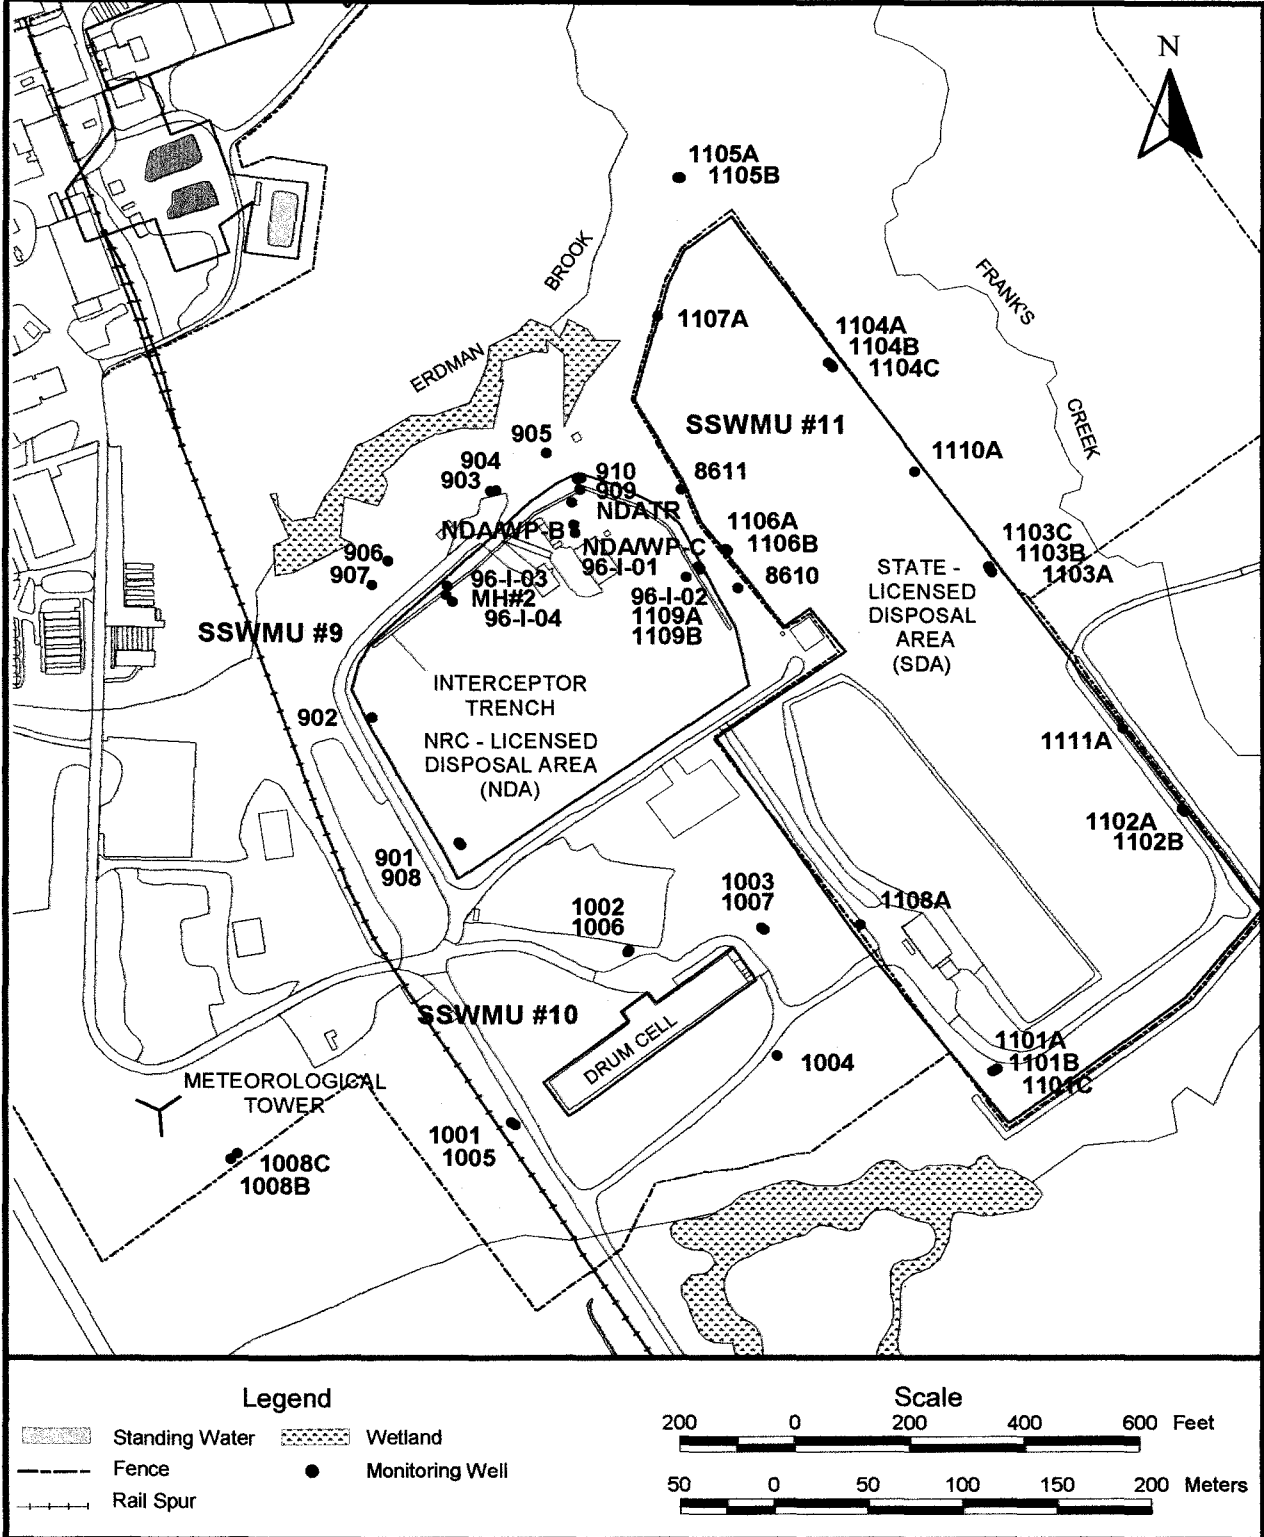 N
1105A
1105B
BROOK
FRANK'S
1107A
1104A
1104B
1104C
ERDMAN
CREEK
SSWMU #11
905
1110A
904
903
910
909
NDATR
8611
NDA/WP-B
1106A
1106B
1103C
1103B
1103A
906
907
NDA/WP-C
96-I-01
8610
STATE -
LICENSED
DISPOSAL
AREA
(SDA)
96-I-03
MH#2
96-I-04
96-I-02
1109A
1109B
SSWMU #9
INTERCEPTOR
TRENCH
902
NRC - LICENSED
DISPOSAL AREA
(NDA)
1111A
1102A
1102B
901
908
1003
1007
1108A
1002
1006
SSWMU #10
DRUM CELL
1004
1101A
1101B
1101C
METEOROLOGICAL
TOWER
1001
1005
1008C
1008B
Legend
Standing Water
Wetland
Fence
Monitoring Well
Rail Spur
Scale
200 0 200 400 600 Feet
50 0 50 100 150 200 Meters